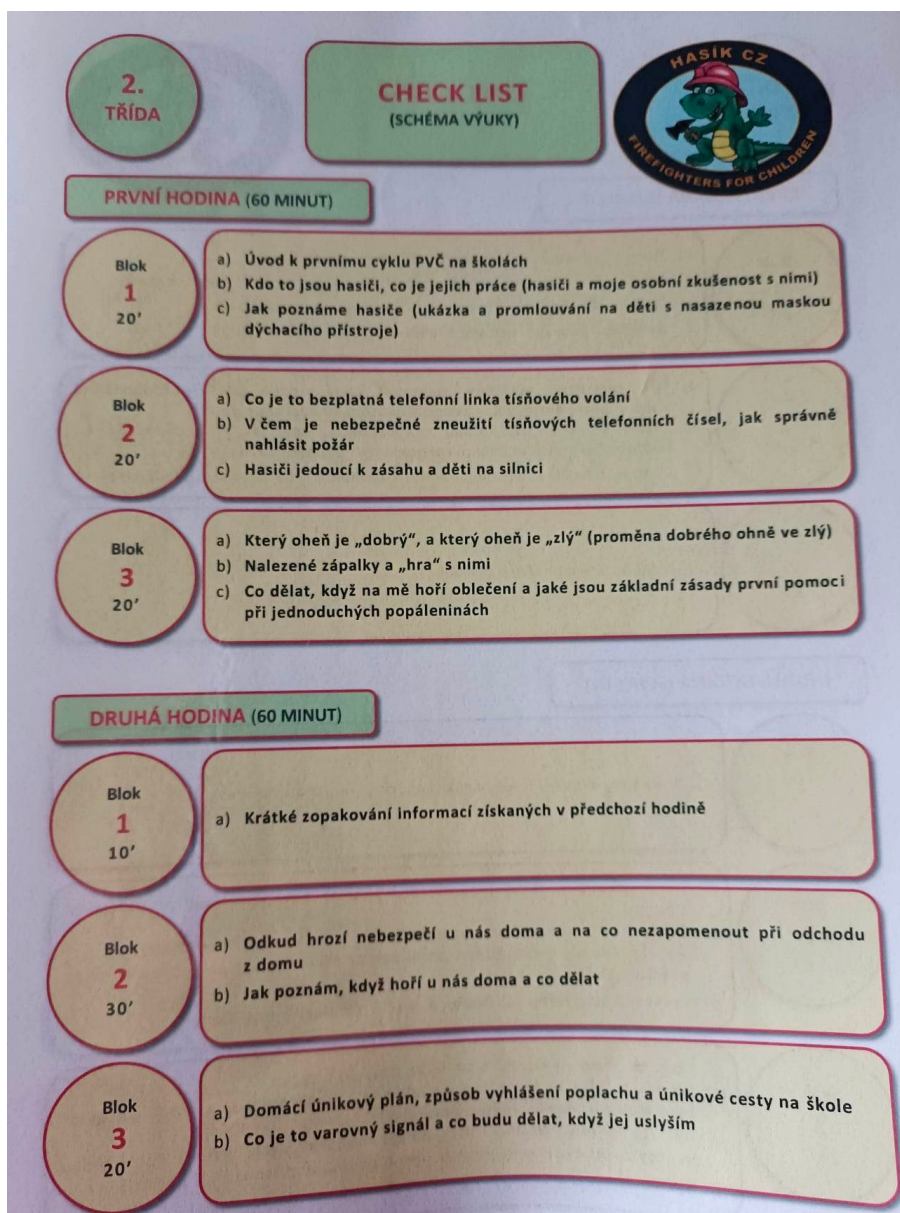 2.
TŘÍDA
CHECK LIST
(SCHÉMA VÝUKY)
HASÍK CZ
FIREFIGHTERS FOR CHILDREN
PRVNÍ HODINA (60 MINUT)
Blok
1
20’
a) Úvod k prvnímu cyklu PVČ na školách
b) Kdo to jsou hasiči, co je jejich práce (hasiči a moje osobní zkušenost s nimi)
c) Jak poznáme hasiče (ukázka a promlouvání na děti s nasazenou maskou
dýchacího přístroje)
Blok
2
20’
a) Co je to bezplatná telefonní linka tísňového volání
b) V čem je nebezpečné zneužití tísňových telefonních čísel, jak správně
nahlásit požár
c) Hasiči jedoucí k zásahu a děti na silnici
Blok
3
20’
a) Který oheň je „dobrý“, a který oheň je „zlý“ (proměna dobrého ohně ve zlý)
b) Nalezené zápalky a „hra“ s nimi
c) Co dělat, když na mě hoří oblečení a jaké jsou základní zásady první pomoci
při jednoduchých popáleninách
DRUHÁ HODINA (60 MINUT)
Blok
1
10’
a) Krátké zopakování informací získaných v předchozí hodině
Blok
2
30’
a) Odkud hrozí nebezpečí u nás doma a na co nezapomenout při odchodu
z domu
b) Jak poznám, když hoří u nás doma a co dělat
Blok
3
20’
a) Domácí únikový plán, způsob vyhlášení poplachu a únikové cesty na škole
b) Co je to varovný signál a co budu dělat, když jej uslyším